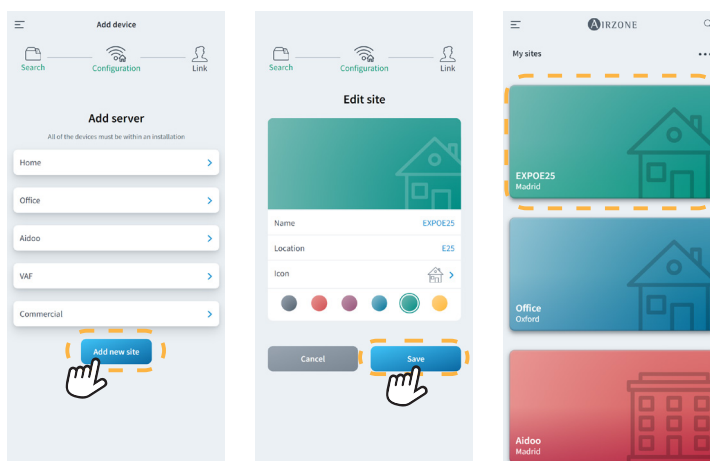 Add device
Search
Configuration
Link
Add server
All of the devices must be within an installation
Home
Office
Aidoo
VAF
Commercial
Add new site
Search
Configuration
Link
Edit site
Name EXPOE25
Location E25
Icon
Cancel
Save
AIRZONE
My sites
EXPOE25
Madrid
Office
Oxford
Aidoo
Madrid